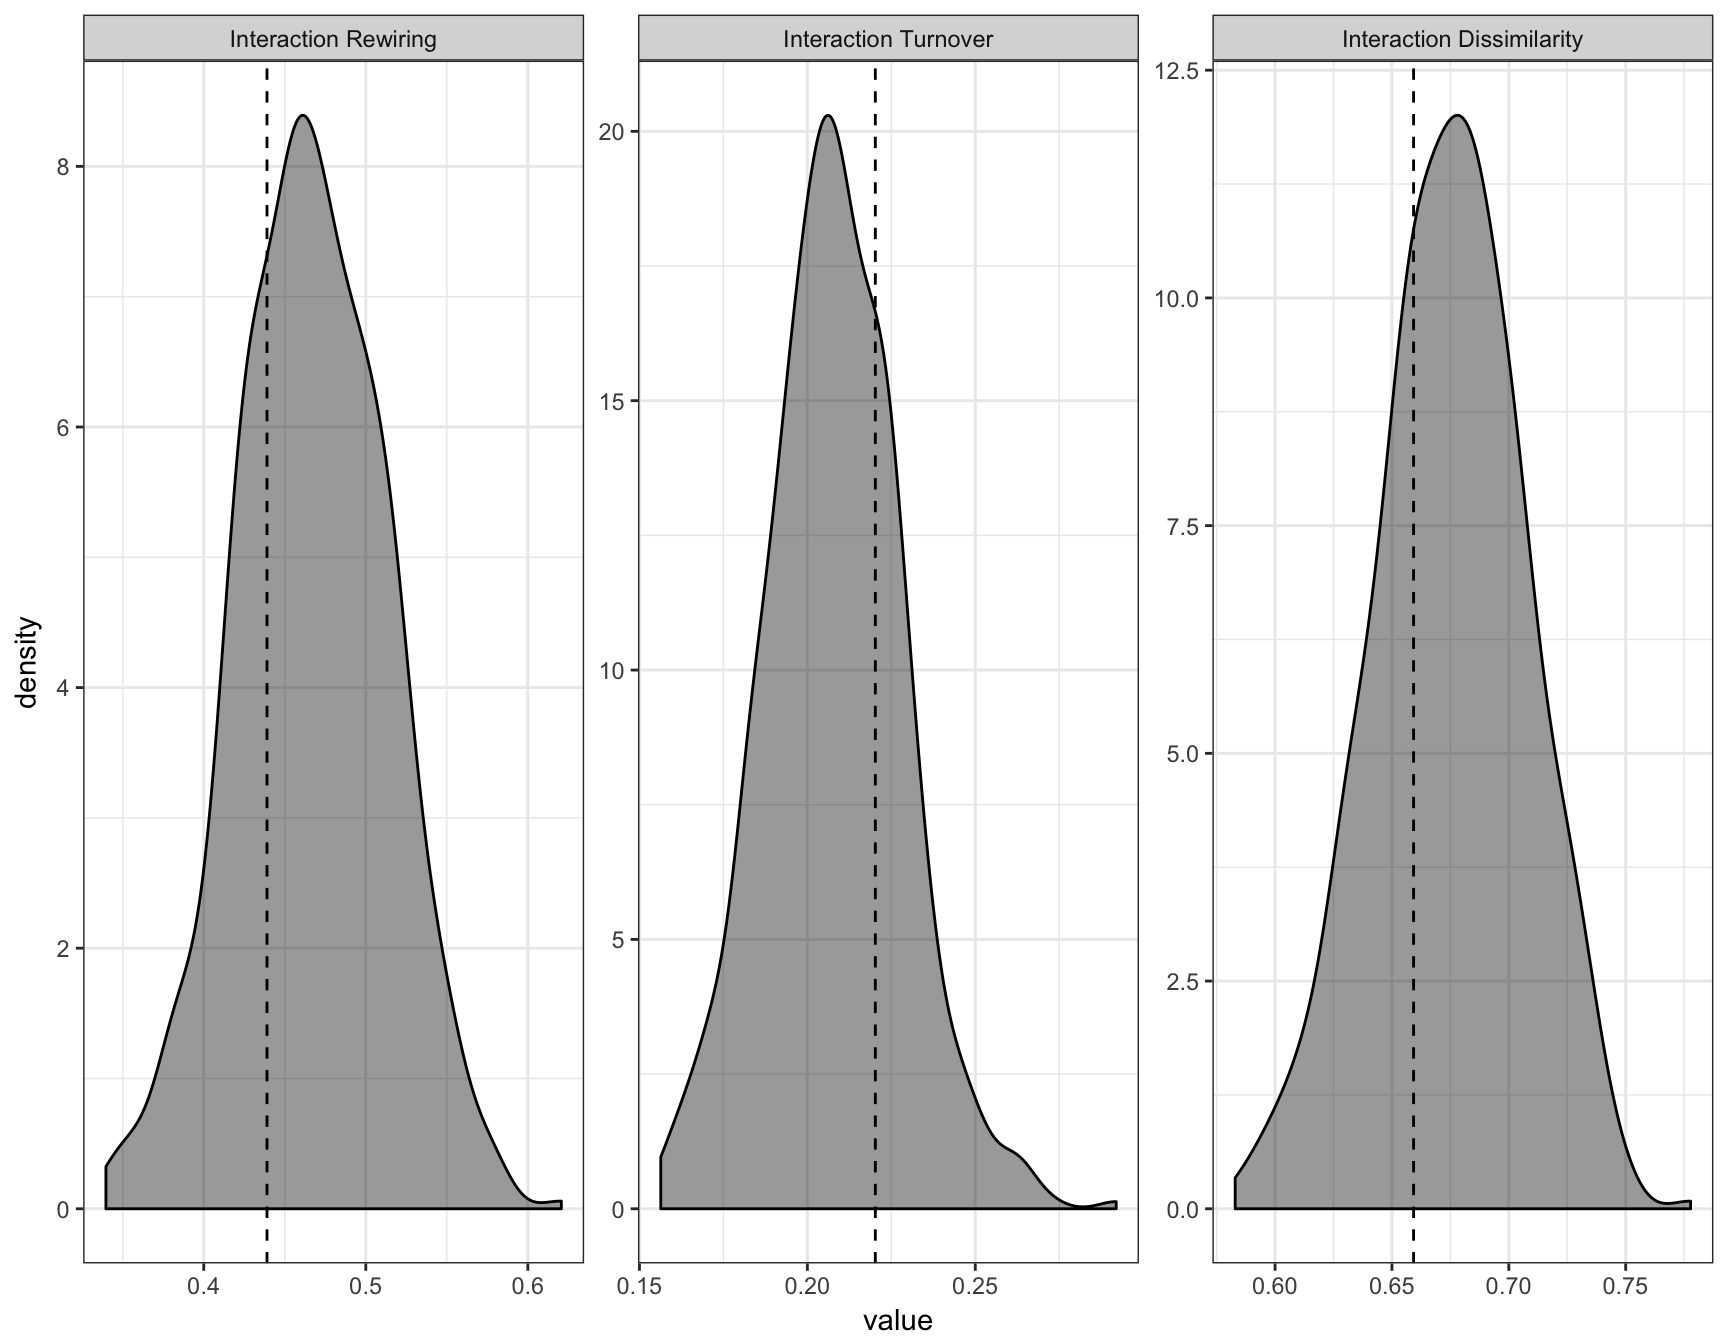 Interaction Rewiring
Interaction Turnover
Interaction Dissimilarity
density
8
6
4
2
0
20
15
10
5
0
12.5
10.0
7.5
5.0
2.5
0.0
0.4 0.5 0.6
0.15 0.20 0.25
0.60 0.65 0.70 0.75
value